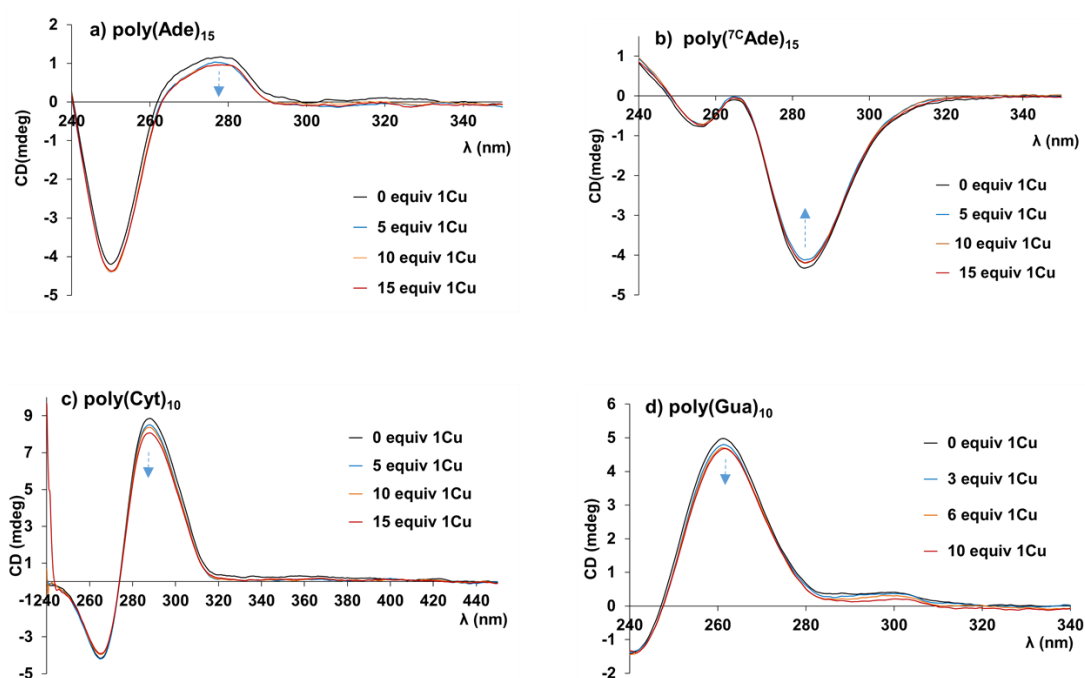 a) poly(Ade)15
2
1
0
-1
-2
-3
-4
-5
240 260 280 300 320 340
CD(mdeg)
λ (nm)
0 equiv 1Cu
5 equiv 1Cu
10 equiv 1Cu
15 equiv 1Cu
b) poly(7CAde)15
1
0
-1
-2
-3
-4
-5
240 260 280 300 320 340
CD(mdeg)
λ (nm)
0 equiv 1Cu
5 equiv 1Cu
10 equiv 1Cu
15 equiv 1Cu
c) poly(Cyt)10
9
7
5
3
1
-1
-3
-5
240 260 280 300 320 340 360 380 400 420 440
CD (mdeg)
λ (nm)
0 equiv 1Cu
5 equiv 1Cu
10 equiv 1Cu
15 equiv 1Cu
d) poly(Gua)10
6
5
4
3
2
1
0
-1
-2
240 260 280 300 320 340
CD (mdeg)
λ (nm)
0 equiv 1Cu
3 equiv 1Cu
6 equiv 1Cu
10 equiv 1Cu